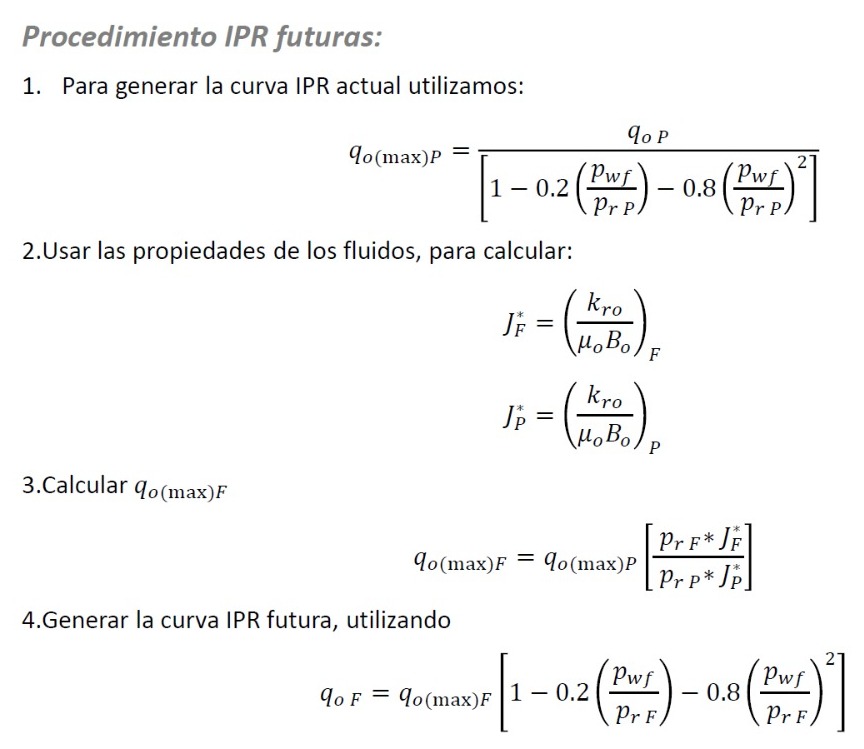 Procedimiento IPR futuras:
1. Para generar la curva IPR actual utilizamos:
$q_{o(\text{max})P} = \frac{q_{o\,P}}{\left[1 - 0.2\left(\frac{p_{wf}}{p_{r\,P}}\right) - 0.8\left(\frac{p_{wf}}{p_{r\,P}}\right)^2\right]}$
2.Usar las propiedades de los fluidos, para calcular:
$J_F^* = \left(\frac{k_{ro}}{\mu_o B_o}\right)_F$
$J_P^* = \left(\frac{k_{ro}}{\mu_o B_o}\right)_P$
3.Calcular $q_{o(\text{max})F}$
$q_{o(\text{max})F} = q_{o(\text{max})P}\left[\frac{p_{r\,F} * J_F^*}{p_{r\,P} * J_P^*}\right]$
4.Generar la curva IPR futura, utilizando
$q_{o\,F} = q_{o(\text{max})F}\left[1 - 0.2\left(\frac{p_{wf}}{p_{r\,F}}\right) - 0.8\left(\frac{p_{wf}}{p_{r\,F}}\right)^2\right]$